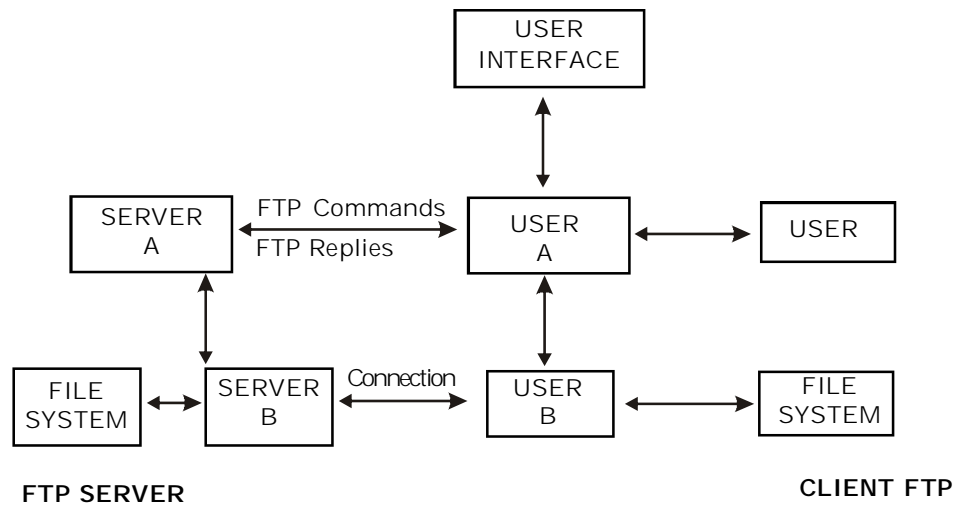 USER
INTERFACE
SERVER
A
FTP Commands
FTP Replies
USER
A
USER
FILE
SYSTEM
SERVER
B
Connection
USER
B
FILE
SYSTEM
FTP SERVER
CLIENT FTP